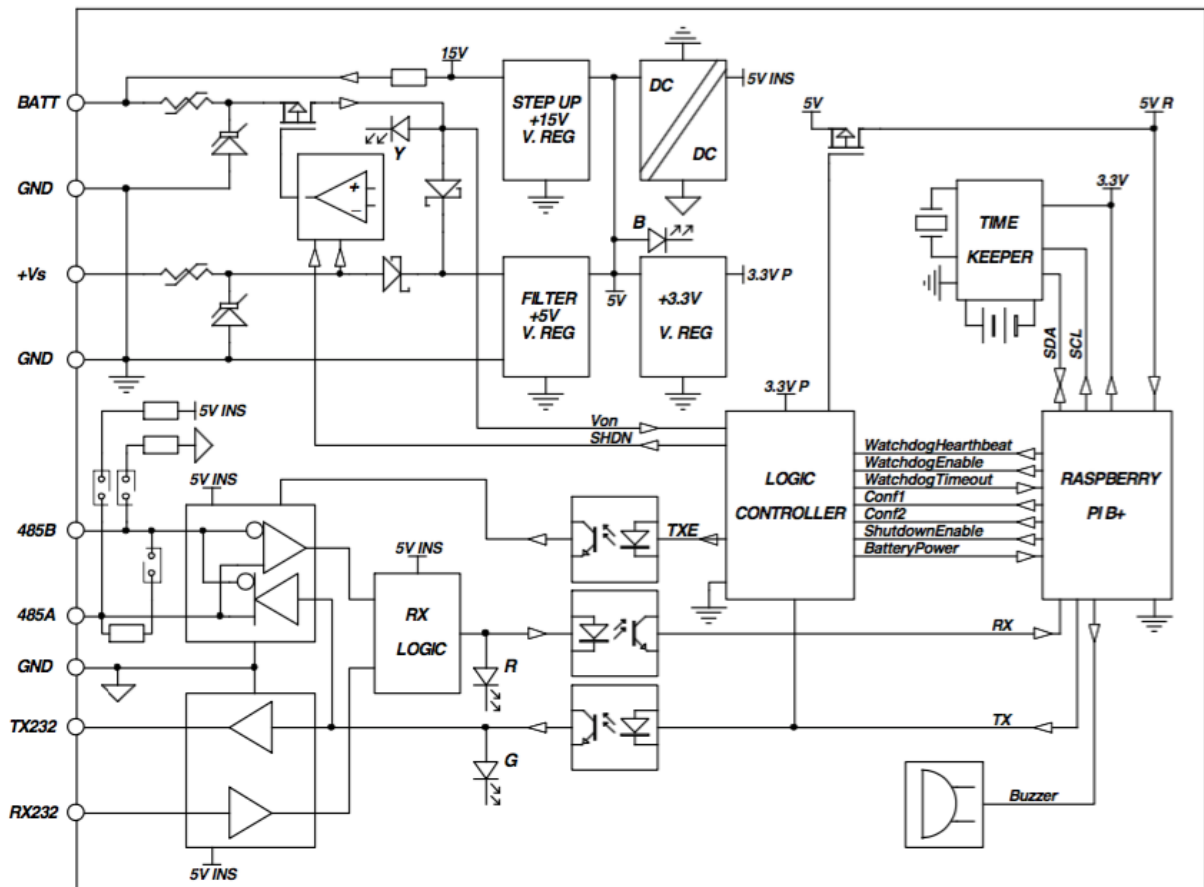 15V
BATT
STEP UP
+15V
V. REG
DC
DC
5V INS
5V
5V R
Y
GND
+
-
B
3.3V
TIME
KEEPER
+Vs
FILTER
+5V
V. REG
5V
+3.3V
V. REG
3.3V P
SDA
SCL
GND
3.3V P
5V INS
Von
SHDN
LOGIC
CONTROLLER
WatchdogHearthbeat
WatchdogEnable
WatchdogTimeout
Conf1
Conf2
ShutdownEnable
BatteryPower
RASPBERRY
PI B+
5V INS
485B
TXE
5V INS
485A
RX
LOGIC
RX
GND
R
TX232
TX
G
RX232
Buzzer
5V INS